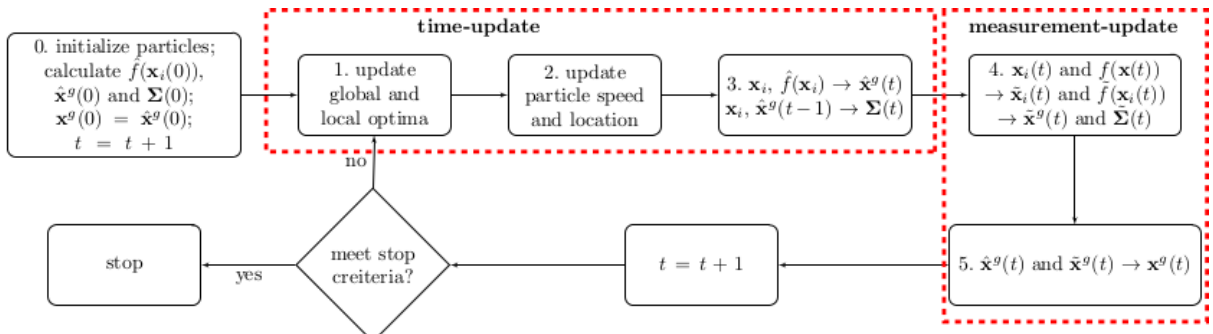 time-update
measurement-update
0. initialize particles;
calculate f̂(𝐱ᵢ(0)),
𝐱̂ᵍ(0) and 𝚺(0);
𝐱ᵍ(0) = 𝐱̂ᵍ(0);
t = t + 1
1. update
global and
local optima
2. update
particle speed
and location
3. 𝐱ᵢ, f̂(𝐱ᵢ) → 𝐱̂ᵍ(t)
𝐱ᵢ, 𝐱̂ᵍ(t−1) → 𝚺(t)
4. 𝐱ᵢ(t) and f(𝐱(t))
→ 𝐱̃ᵢ(t) and f̃(𝐱ᵢ(t))
→ 𝐱̃ᵍ(t) and 𝚺̃(t)
no
stop
yes
meet stop
creiteria?
t = t + 1
5. 𝐱̂ᵍ(t) and 𝐱̃ᵍ(t) → 𝐱ᵍ(t)